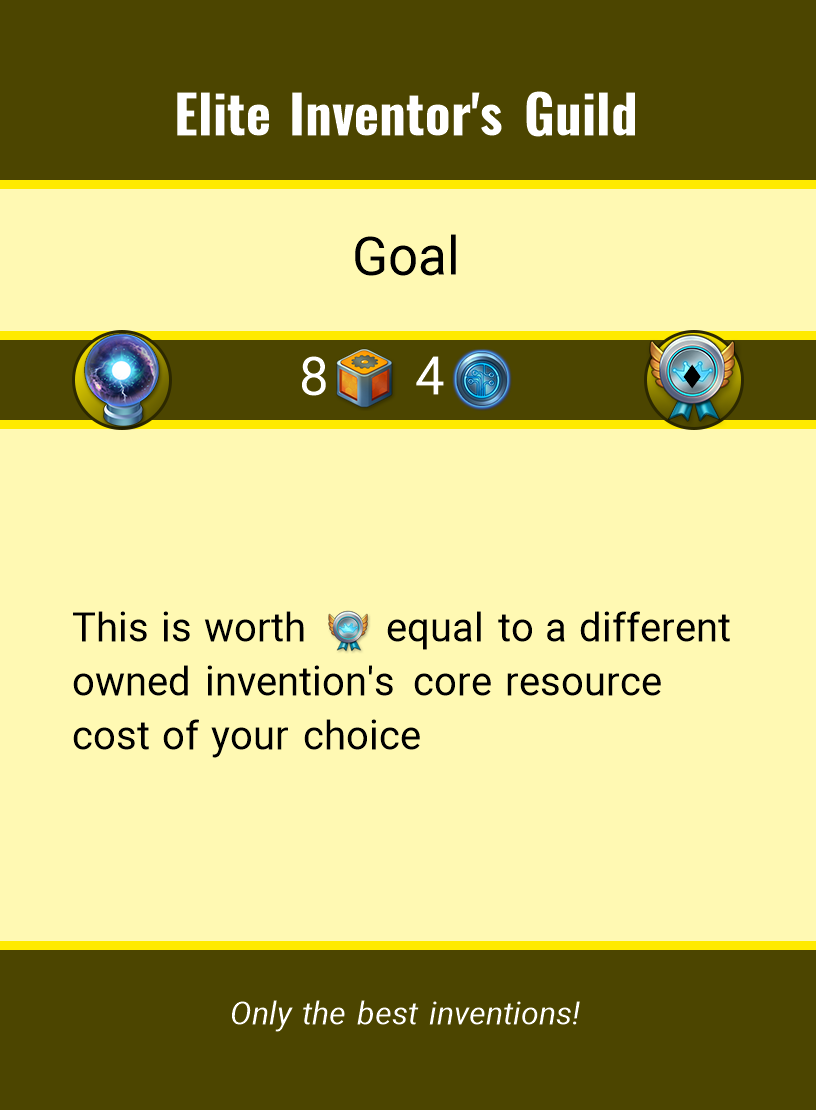 Elite Inventor's Guild
Goal
8 4
This is worth equal to a different
owned invention's core resource
cost of your choice
Only the best inventions!